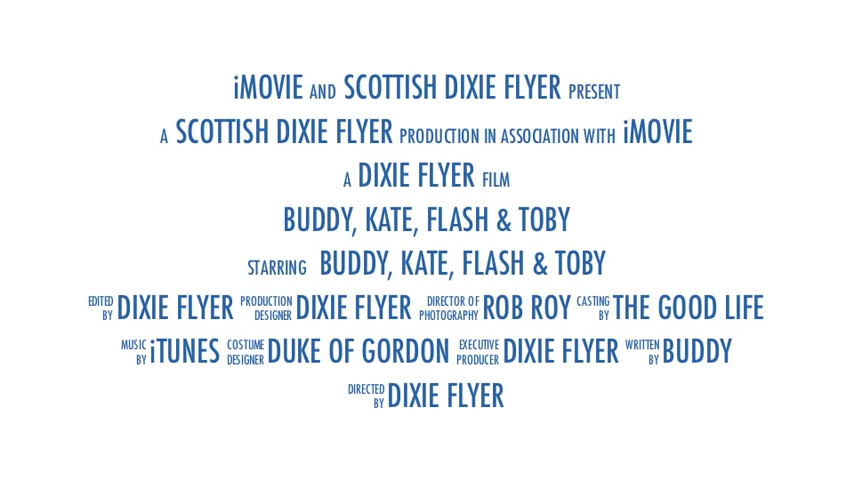 iMOVIE AND SCOTTISH DIXIE FLYER PRESENT
A SCOTTISH DIXIE FLYER PRODUCTION IN ASSOCIATION WITH iMOVIE
A DIXIE FLYER FILM
BUDDY, KATE, FLASH & TOBY
STARRING BUDDY, KATE, FLASH & TOBY
EDITED BY DIXIE FLYER PRODUCTION DESIGNER DIXIE FLYER DIRECTOR OF PHOTOGRAPHY ROB ROY CASTING BY THE GOOD LIFE
MUSIC BY iTUNES COSTUME DESIGNER DUKE OF GORDON EXECUTIVE PRODUCER DIXIE FLYER WRITTEN BY BUDDY
DIRECTED BY DIXIE FLYER